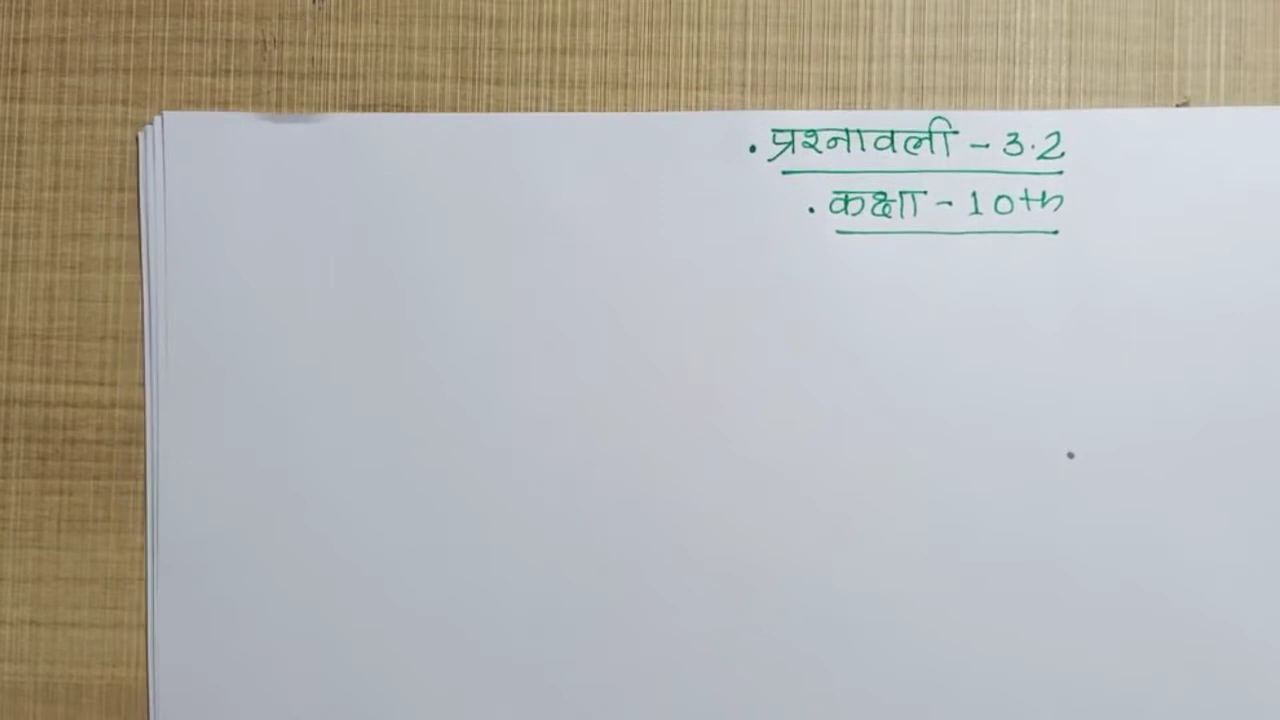 . प्रश्नावली - 3.2
. कक्षा - 10th